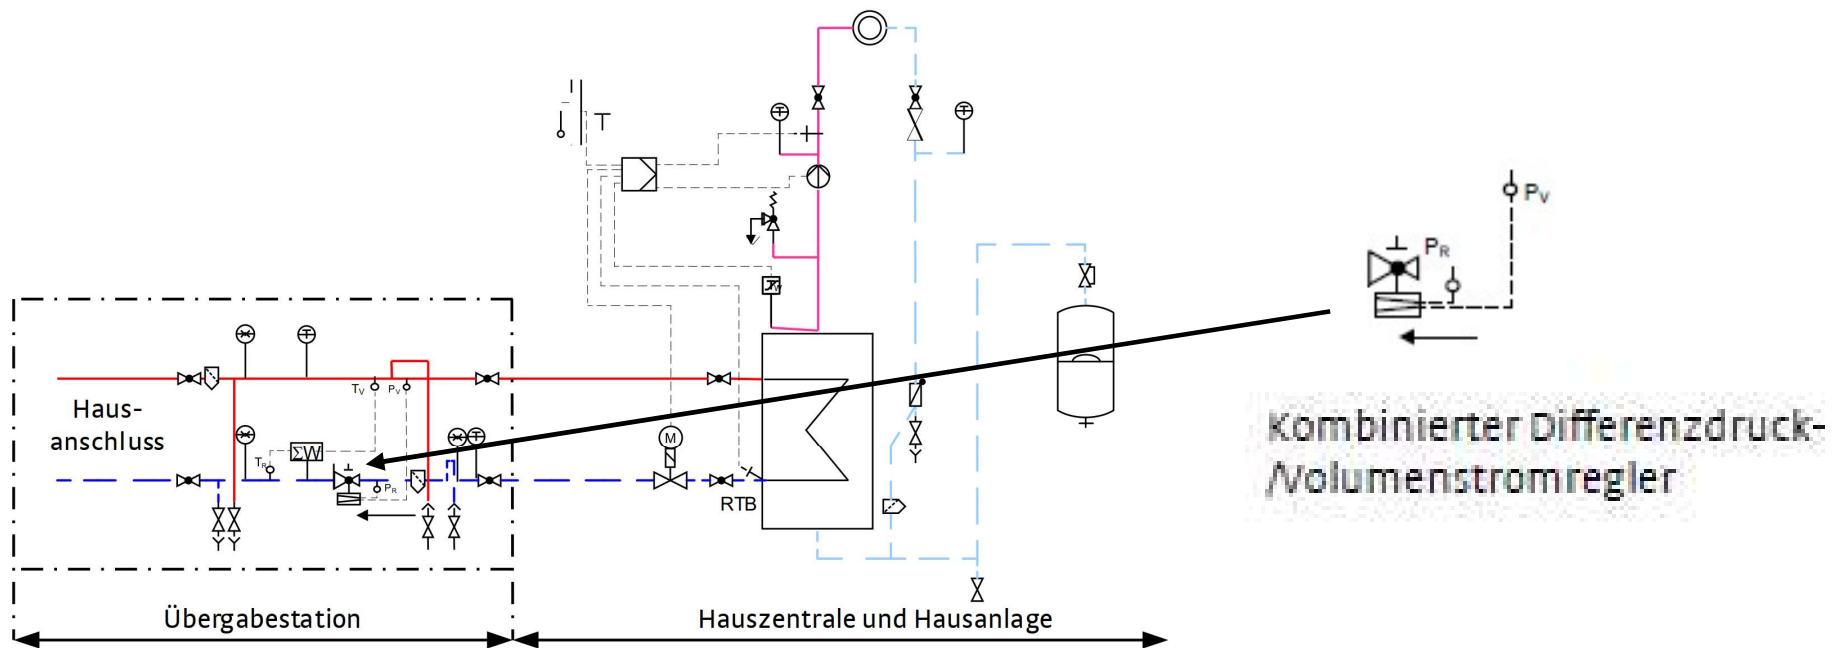 T
Haus-
anschluss
T_V
P_V
T_R
ΣW
P_R
M
RTB
Übergabestation
Hauszentrale und Hausanlage
P_V
P_R
Kombinierter Differenzdruck-
/Volumenstromregler